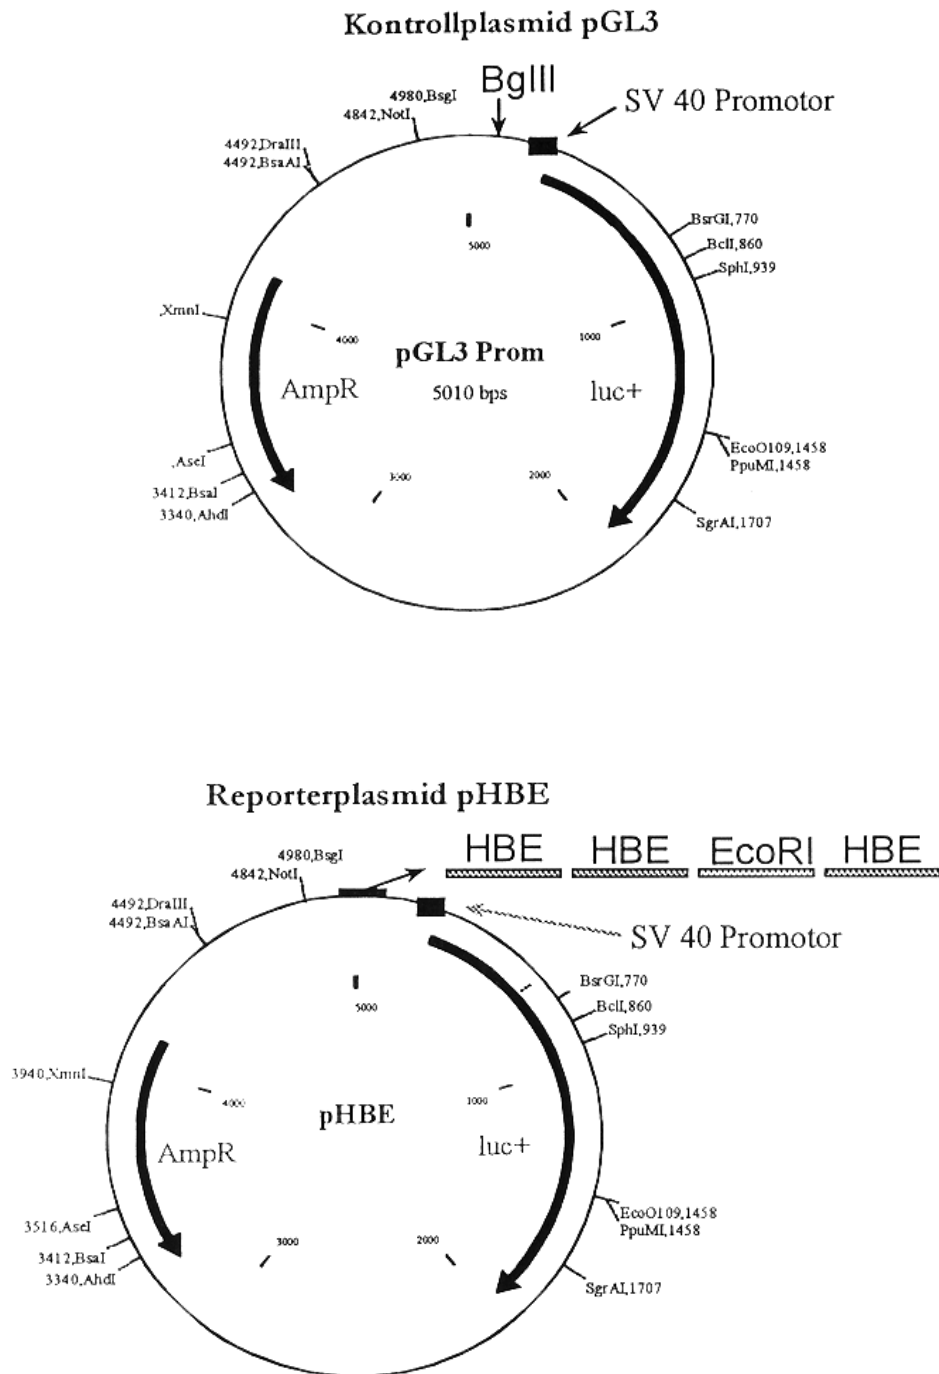 Kontrollplasmid pGL3
BglII
SV 40 Promotor
4980,BsgI
4842,NotI
4492,DraIII
4492,BsaAI
BsrGI,770
BclI,860
SphI,939
5000
,XmnI
4000
1000
pGL3 Prom
5010 bps
AmpR
luc+
EcoO109,1458
PpuMI,1458
,AseI
3412,BsaI
3340,AhdI
3000
2000
SgrAI,1707
Reporterplasmid pHBE
HBE HBE EcoRI HBE
4980,BsgI
4842,NotI
4492,DraIII
4492,BsaAI
SV 40 Promotor
BsrGI,770
BclI,860
SphI,939
5000
3940,XmnI
4000
1000
pHBE
AmpR
luc+
3516,AseI
3412,BsaI
3340,AhdI
EcoO109,1458
PpuMI,1458
3000
2000
SgrAI,1707